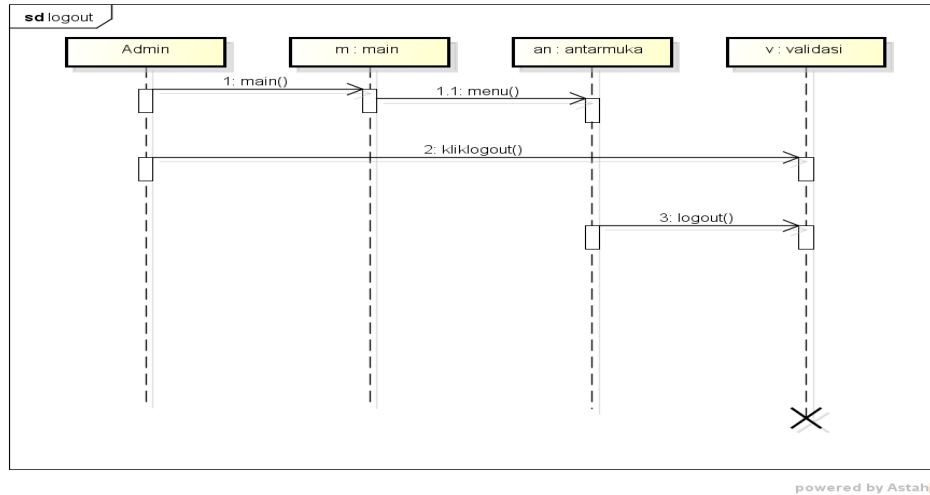 sd logout
Admin
m : main
an : antarmuka
v : validasi
1: main()
1.1: menu()
2: kliklogout()
3: logout()
powered by Astah